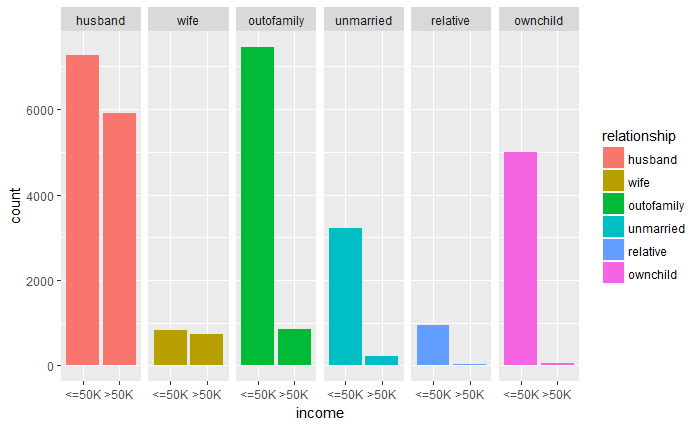 husband wife outofamily unmarried relative ownchild
6000
4000
2000
0
count
<=50K >50K <=50K >50K <=50K >50K <=50K >50K <=50K >50K <=50K >50K
income
relationship
husband
wife
outofamily
unmarried
relative
ownchild